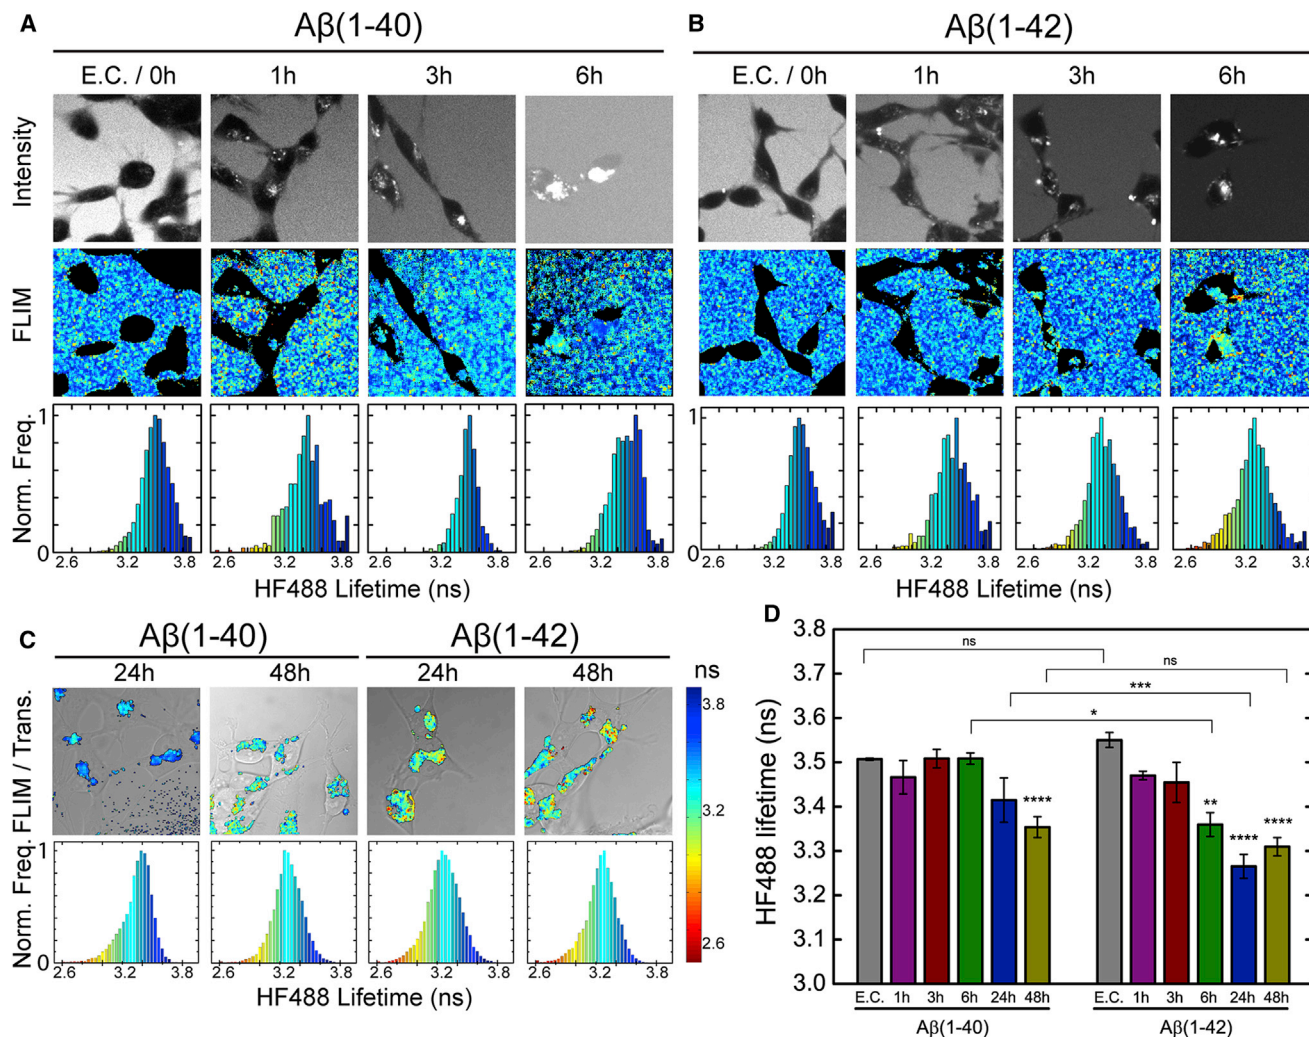 A
Aβ(1-40)
E.C. / 0h 1h 3h 6h
Intensity
FLIM
Norm. Freq.
1
0
2.6 3.2 3.8 2.6 3.2 3.8 2.6 3.2 3.8 2.6 3.2 3.8
HF488 Lifetime (ns)
B
Aβ(1-42)
E.C. / 0h 1h 3h 6h
1
0
2.6 3.2 3.8 2.6 3.2 3.8 2.6 3.2 3.8 2.6 3.2 3.8
HF488 Lifetime (ns)
C
Aβ(1-40) Aβ(1-42)
24h 48h 24h 48h
ns
3.8
3.2
2.6
Norm. Freq. FLIM / Trans.
1
0
2.6 3.2 3.8 2.6 3.2 3.8 2.6 3.2 3.8 2.6 3.2 3.8
HF488 Lifetime (ns)
D
HF488 lifetime (ns)
3.8
3.7
3.6
3.5
3.4
3.3
3.2
3.1
3.0
ns
ns
***
*
****
**
****
****
E.C. 1h 3h 6h 24h 48h E.C. 1h 3h 6h 24h 48h
Aβ(1-40) Aβ(1-42)